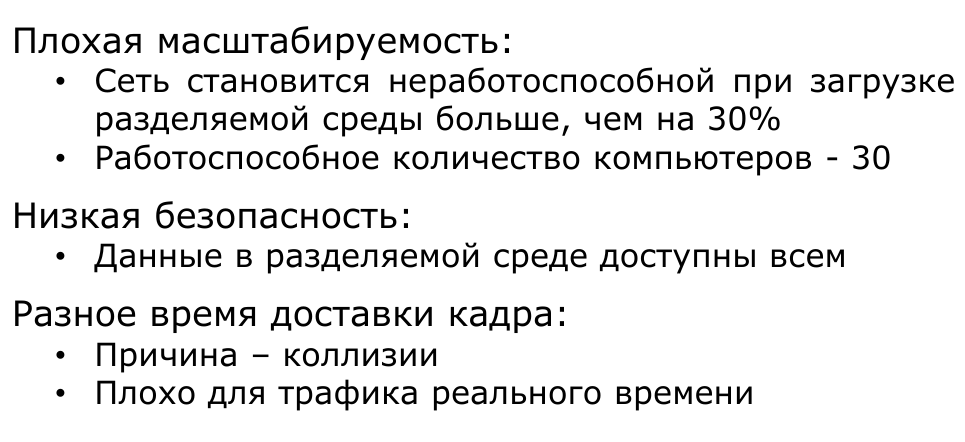 Плохая масштабируемость:
• Сеть становится неработоспособной при загрузке
разделяемой среды больше, чем на 30%
• Работоспособное количество компьютеров - 30
Низкая безопасность:
• Данные в разделяемой среде доступны всем
Разное время доставки кадра:
• Причина – коллизии
• Плохо для трафика реального времени